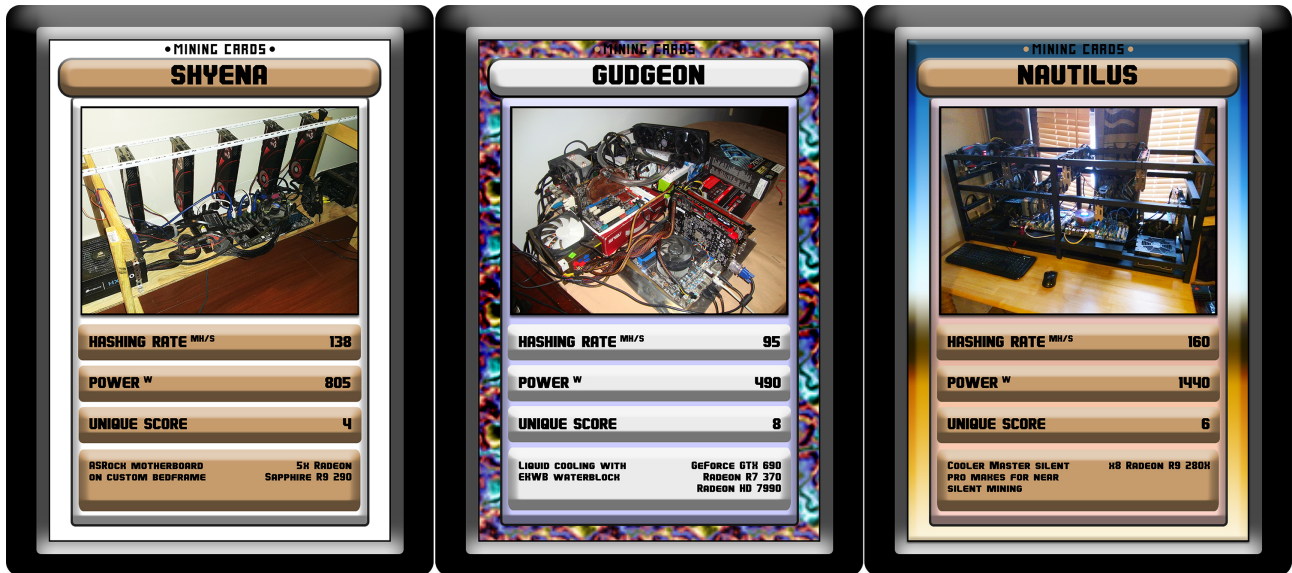 •MINING CARDS•
SHYENA
HASHING RATE MH/S 138
POWER W 805
UNIQUE SCORE 4
ASRock motherboard 5x Radeon
on custom bedframe Sapphire R9 290
•MINING CARDS•
GUDGEON
HASHING RATE MH/S 95
POWER W 490
UNIQUE SCORE 8
Liquid cooling with GeForce GTX 690
EKWB waterblock Radeon R7 370
Radeon HD 7990
•MINING CARDS•
NAUTILUS
HASHING RATE MH/S 160
POWER W 1440
UNIQUE SCORE 6
Cooler Master silent x8 Radeon R9 280X
pro makes for near
silent mining